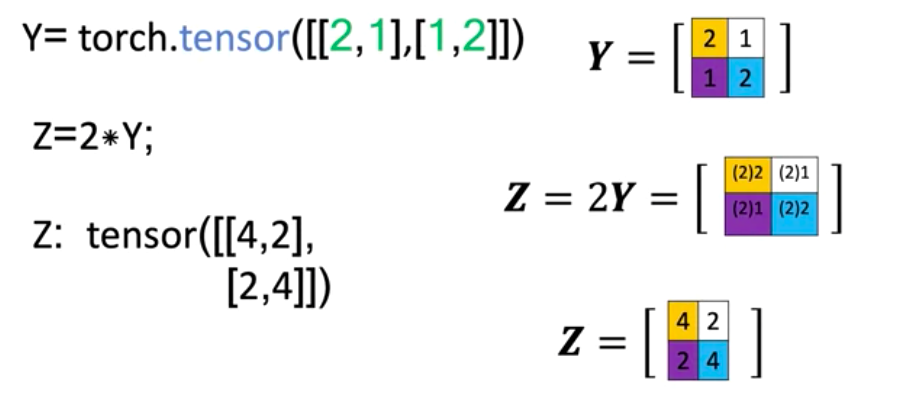 Y= torch.tensor([[2,1],[1,2]])
Y = [ 2 1
1 2 ]
Z=2*Y;
Z = 2Y = [ (2)2 (2)1
(2)1 (2)2 ]
Z: tensor([[4,2],
[2,4]])
Z = [ 4 2
2 4 ]